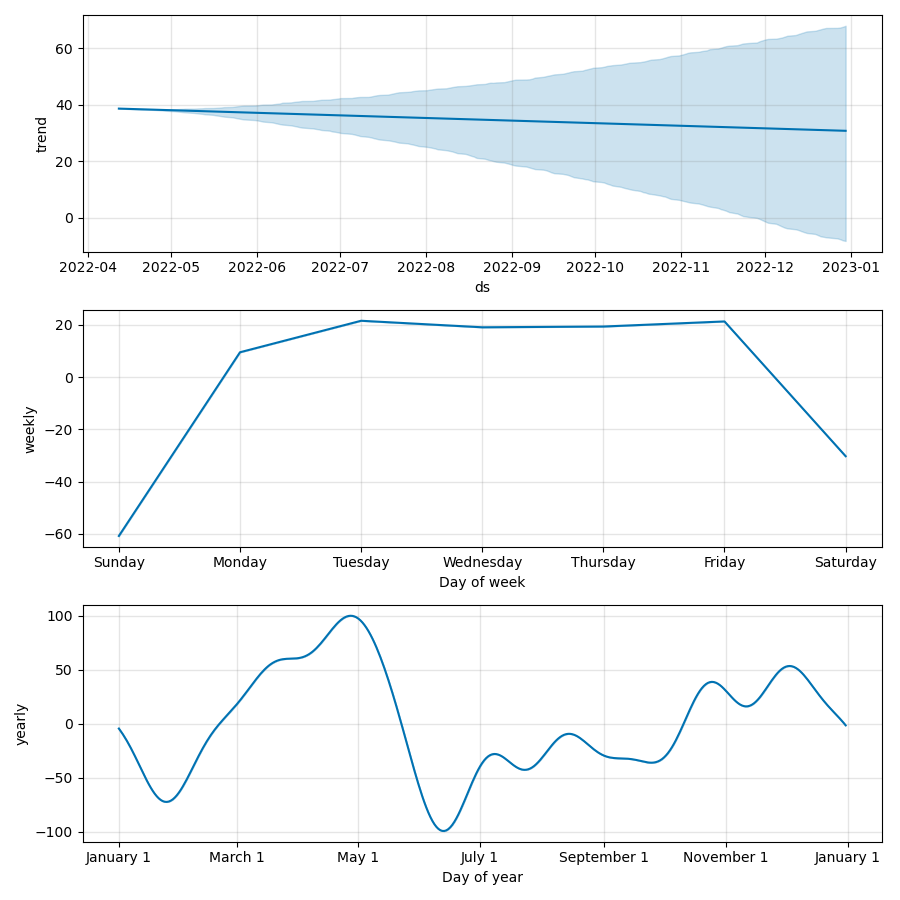 60
40
20
0
trend
2022-04 2022-05 2022-06 2022-07 2022-08 2022-09 2022-10 2022-11 2022-12 2023-01
ds
20
0
−20
−40
−60
weekly
Sunday Monday Tuesday Wednesday Thursday Friday Saturday
Day of week
100
50
0
−50
−100
yearly
January 1 March 1 May 1 July 1 September 1 November 1 January 1
Day of year